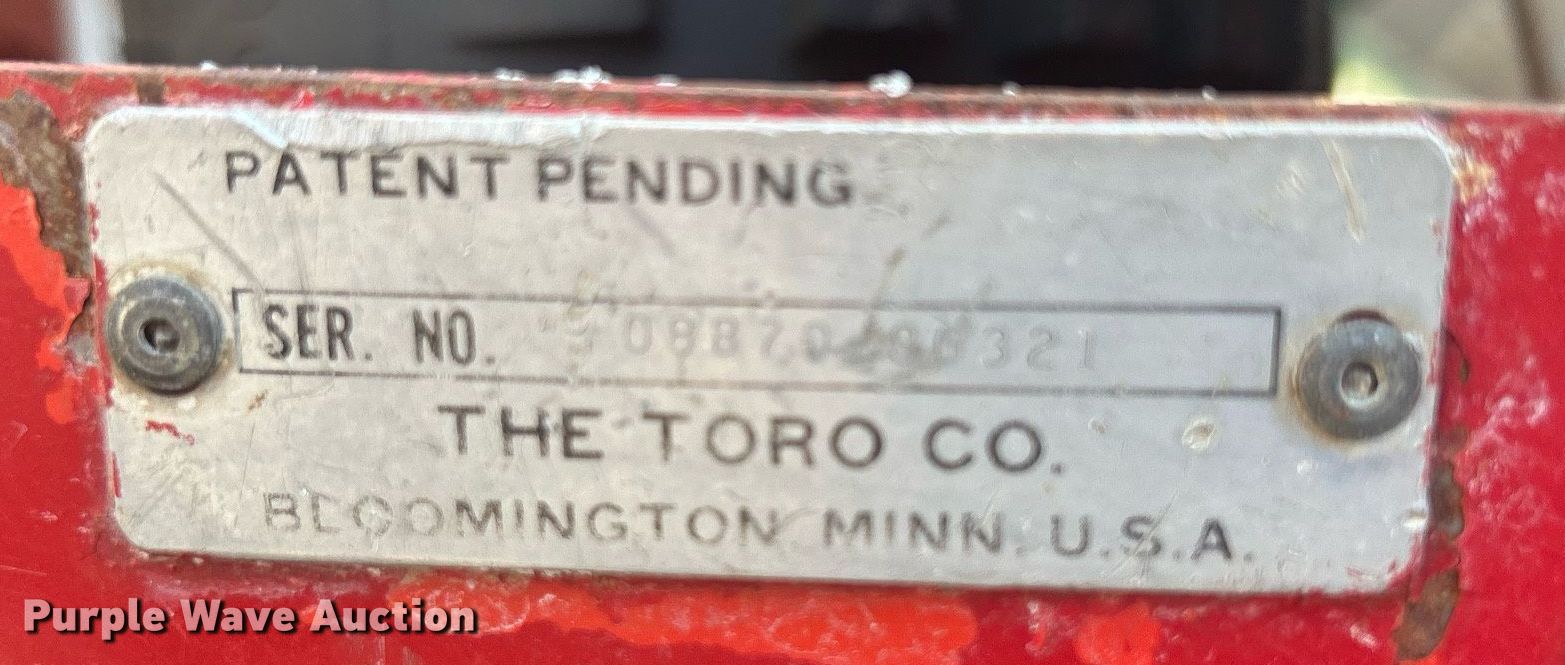 PATENT PENDING
SER. NO.
THE TORO CO.
BLOOMINGTON MINN. U.S.A.
Purple Wave Auction